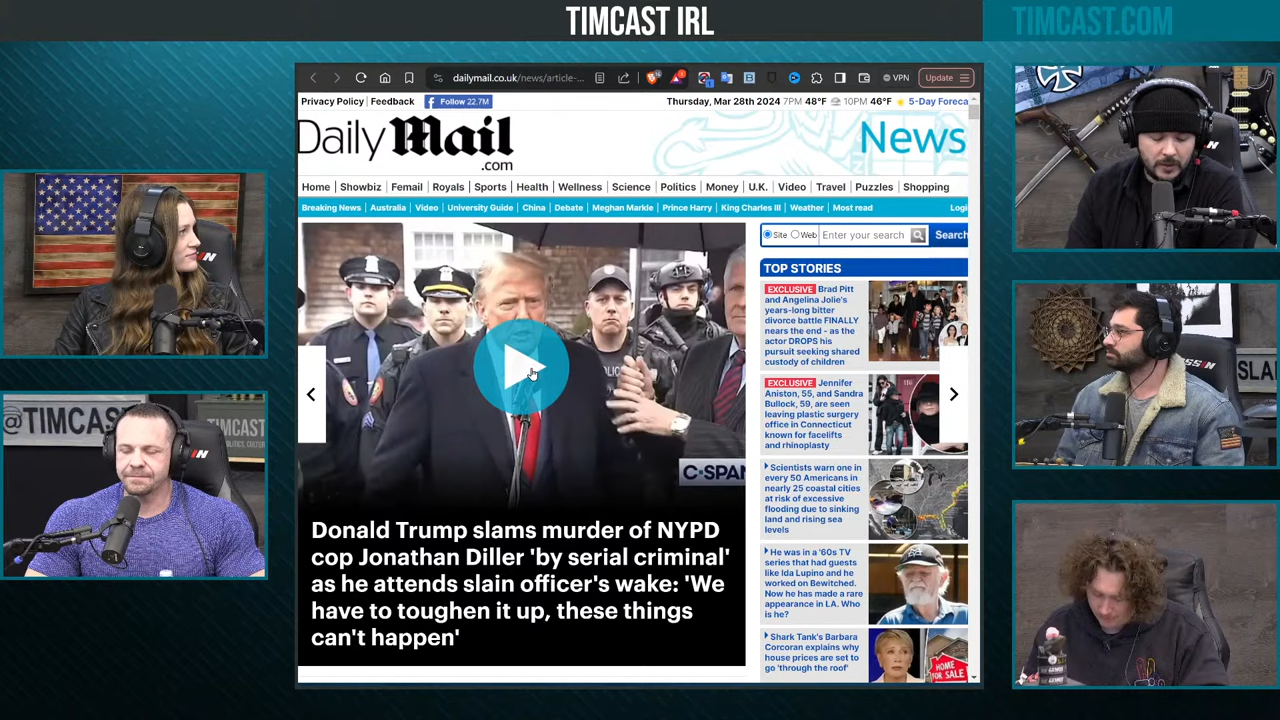 TIMCAST IRL
TIMCAST.COM
dailymail.co.uk/news/article-...
VPN
Update
Privacy Policy | Feedback
Follow 22.7M
Thursday, Mar 28th 2024 7PM 48°F 10PM 46°F 5-Day Foreca
Daily Mail
.com
News
Home Showbiz Femail Royals Sports Health Wellness Science Politics Money U.K. Video Travel Puzzles Shopping
Breaking News Australia Video University Guide China Debate Meghan Markle Prince Harry King Charles III Weather Most read Logi
Site Web Enter your search Search
TOP STORIES
EXCLUSIVE Brad Pitt
and Angelina Jolie's
years-long bitter
divorce battle FINALLY
nears the end - as the
actor DROPS his
pursuit seeking shared
custody of children
EXCLUSIVE Jennifer
Aniston, 55, and Sandra
Bullock, 59, are seen
leaving plastic surgery
office in Connecticut
known for facelifts
and rhinoplasty
Scientists warn one in
every 50 Americans in
nearly 25 coastal cities
at risk of excessive
flooding due to sinking
land and rising sea
levels
He was in a '60s TV
series that had guests
like Ida Lupino and he
worked on Bewitched.
Now he has made a rare
appearance in LA. Who
is he?
Shark Tank's Barbara
Corcoran explains why
house prices are set to
go 'through the roof'
HOME
FOR SALE
C-SPAN
Donald Trump slams murder of NYPD
cop Jonathan Diller 'by serial criminal'
as he attends slain officer's wake: 'We
have to toughen it up, these things
can't happen'
@TIMCAST
TIMCAST